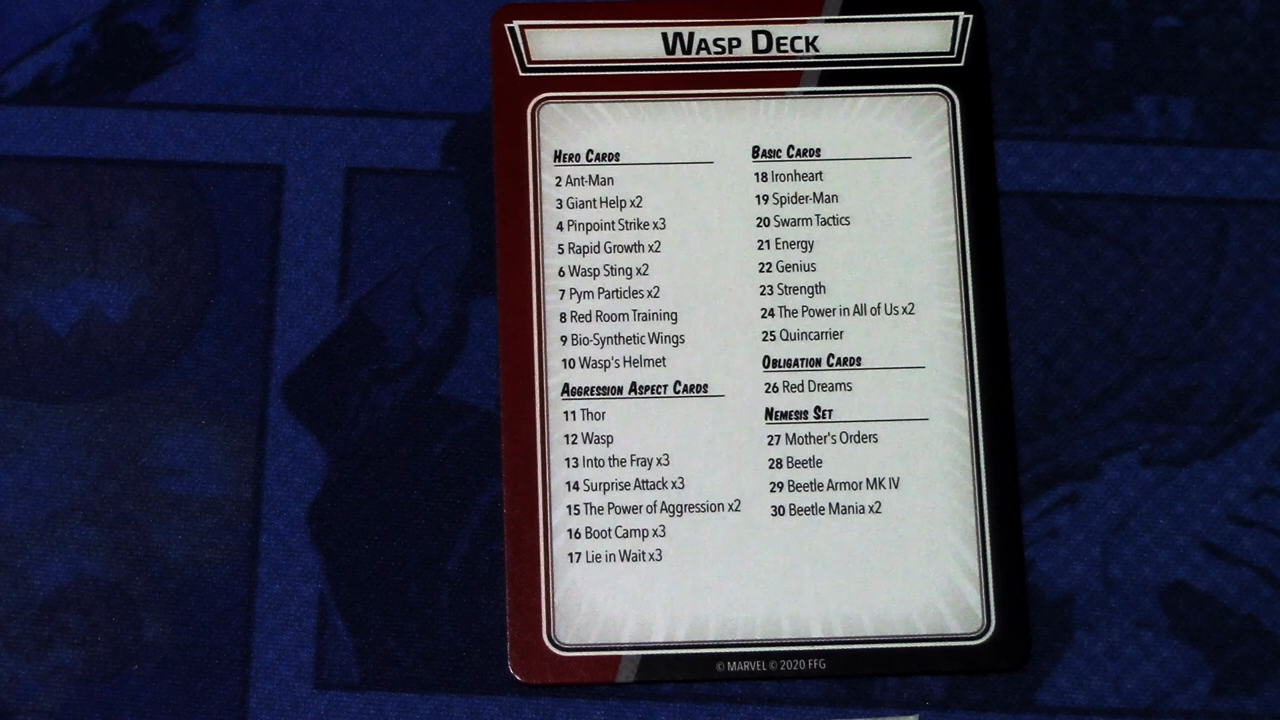 WASP DECK
HERO CARDS
2 Ant-Man
3 Giant Help x2
4 Pinpoint Strike x3
5 Rapid Growth x2
6 Wasp Sting x2
7 Pym Particles x2
8 Red Room Training
9 Bio-Synthetic Wings
10 Wasp's Helmet
AGGRESSION ASPECT CARDS
11 Thor
12 Wasp
13 Into the Fray x3
14 Surprise Attack x3
15 The Power of Aggression x2
16 Boot Camp x3
17 Lie in Wait x3
BASIC CARDS
18 Ironheart
19 Spider-Man
20 Swarm Tactics
21 Energy
22 Genius
23 Strength
24 The Power in All of Us x2
25 Quincarrier
OBLIGATION CARDS
26 Red Dreams
NEMESIS SET
27 Mother's Orders
28 Beetle
29 Beetle Armor MK IV
30 Beetle Mania x2
© MARVEL © 2020 FFG